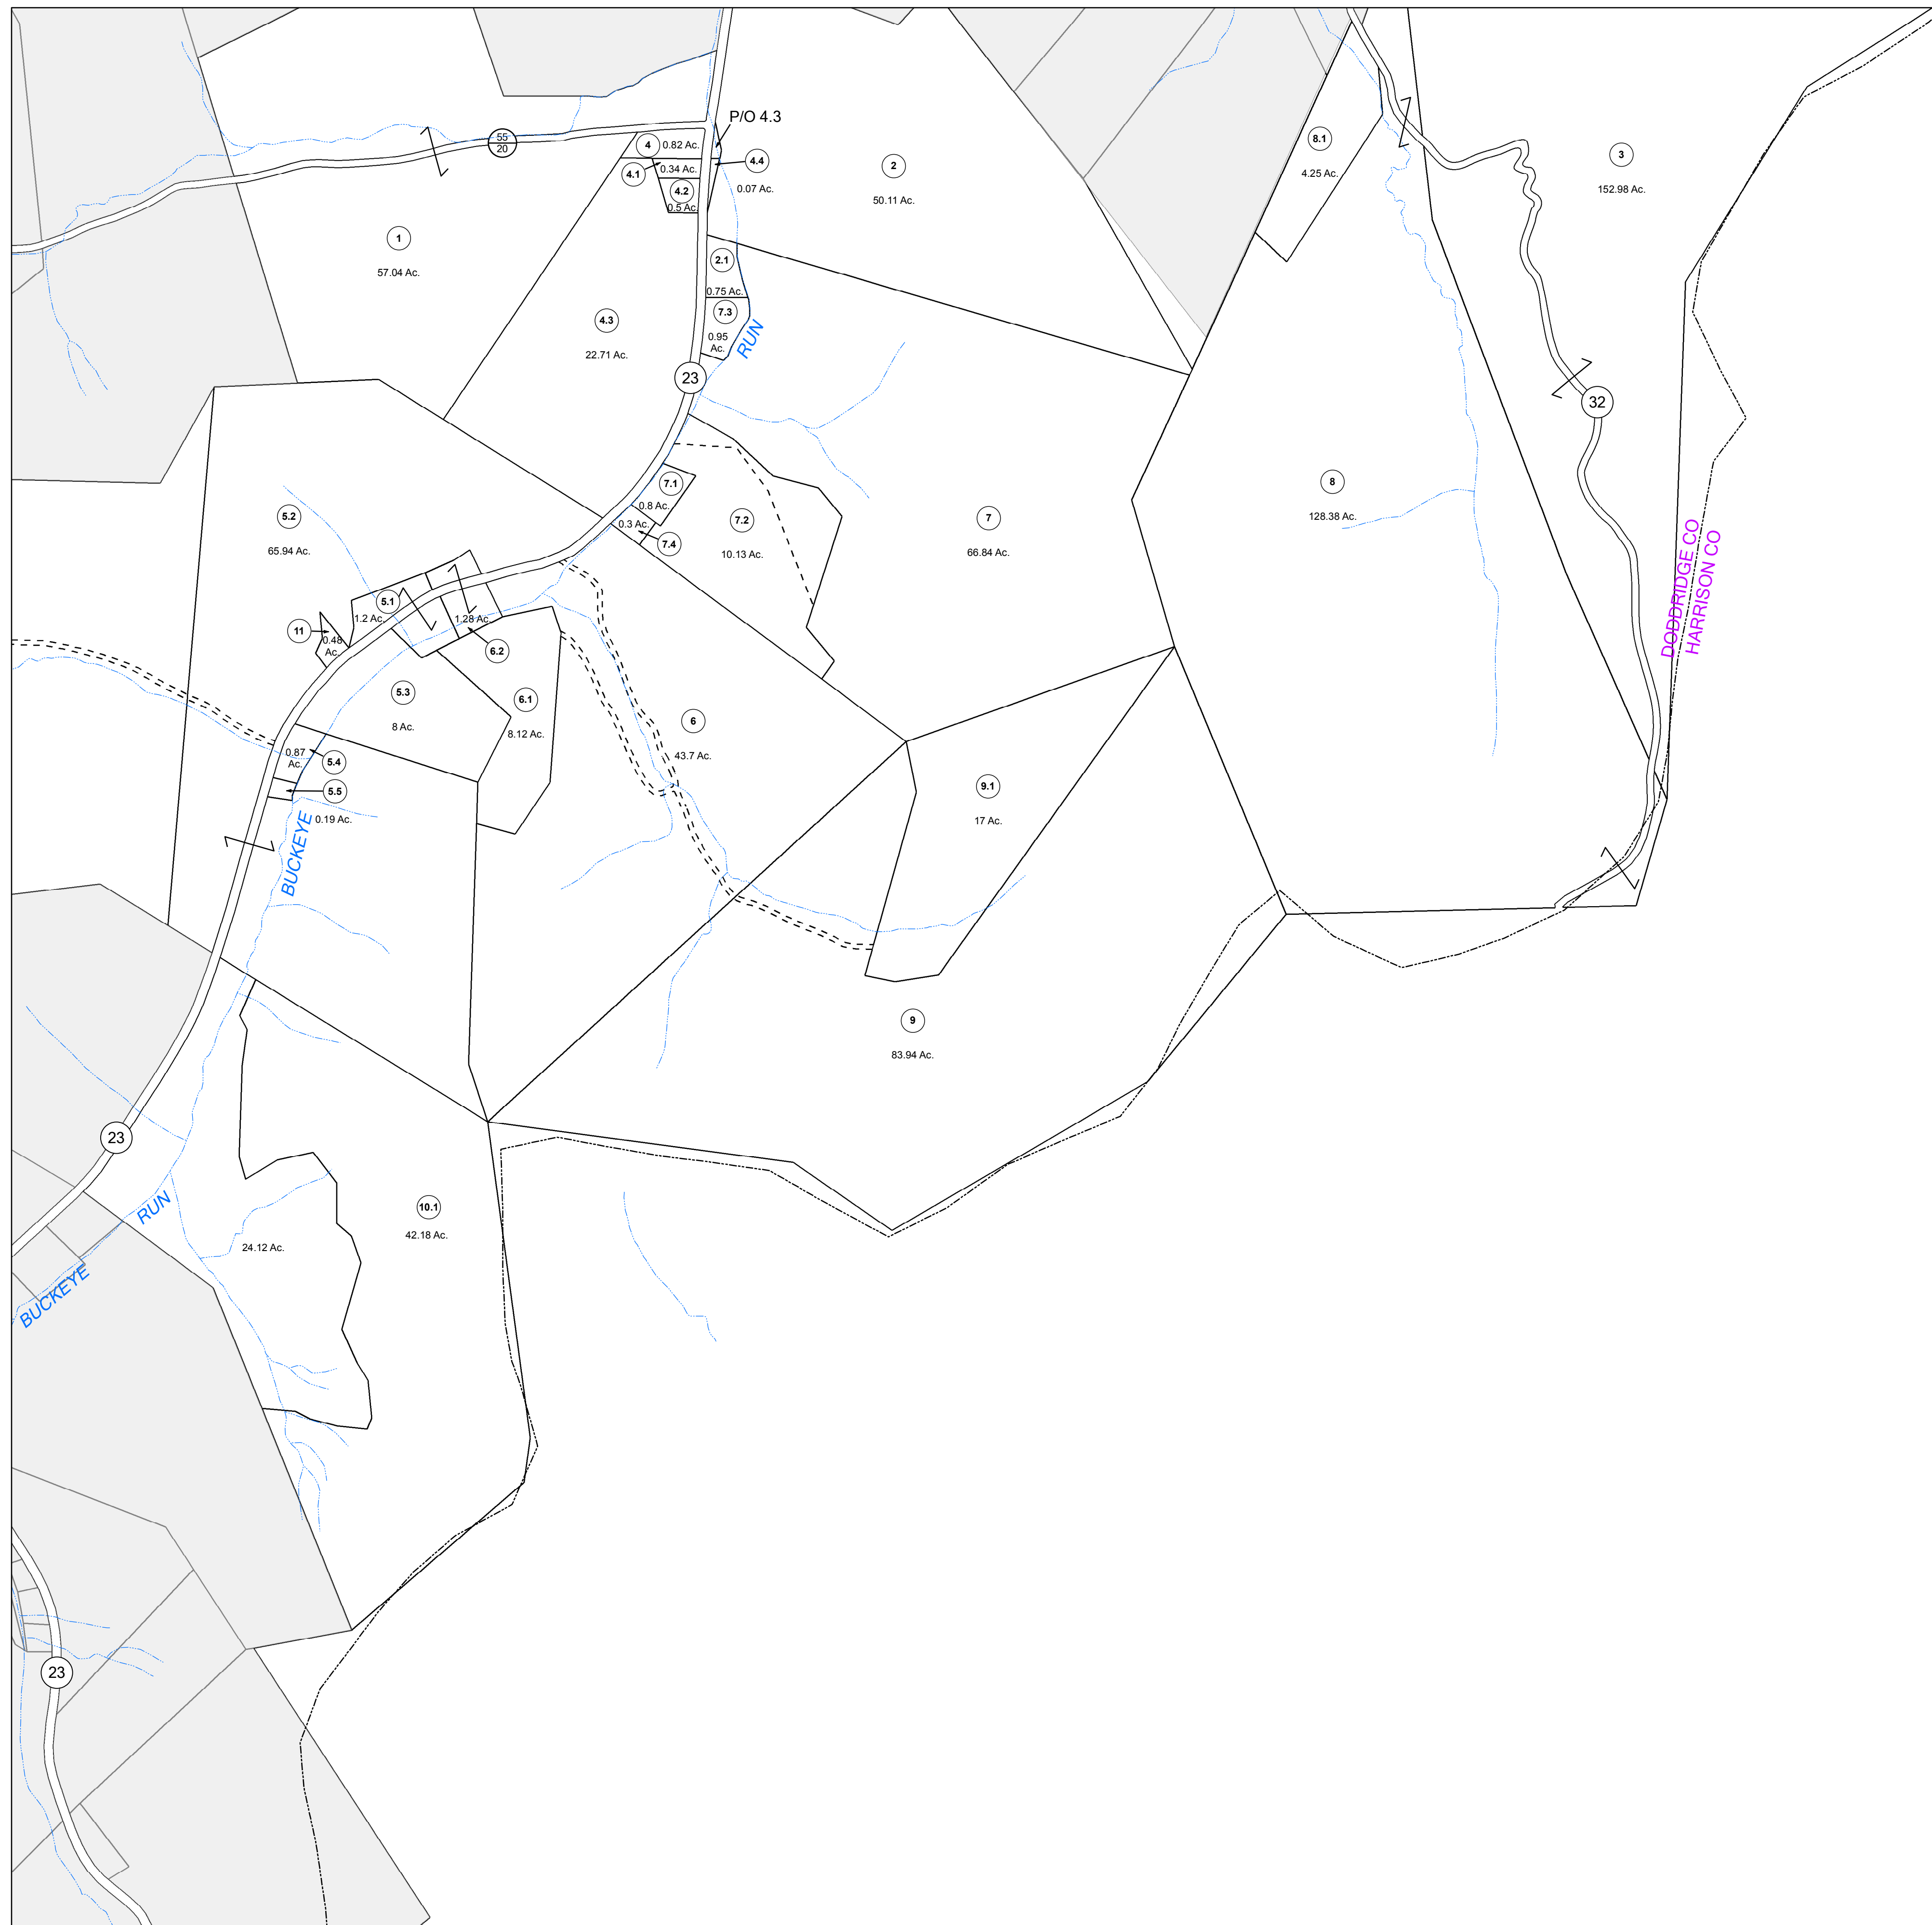 P/O 4.3
55
20
4
0.82 Ac.
4.1
0.34 Ac.
4.4
0.07 Ac.
4.2
0.5 Ac.
2
50.11 Ac.
8.1
4.25 Ac.
3
152.98 Ac.
1
57.04 Ac.
2.1
0.75 Ac.
7.3
0.95
Ac.
4.3
22.71 Ac.
RUN
23
32
7.1
0.8 Ac.
0.3 Ac.
7.4
7.2
10.13 Ac.
7
66.84 Ac.
8
128.38 Ac.
5.2
65.94 Ac.
DODDRIDGE CO
HARRISON CO
5.1
1.2 Ac.
1.28 Ac.
6.2
11
0.48
Ac.
5.3
8 Ac.
6.1
8.12 Ac.
6
43.7 Ac.
0.87
Ac.
5.4
5.5
0.19 Ac.
9.1
17 Ac.
BUCKEYE
9
83.94 Ac.
23
RUN
BUCKEYE
10.1
42.18 Ac.
24.12 Ac.
23